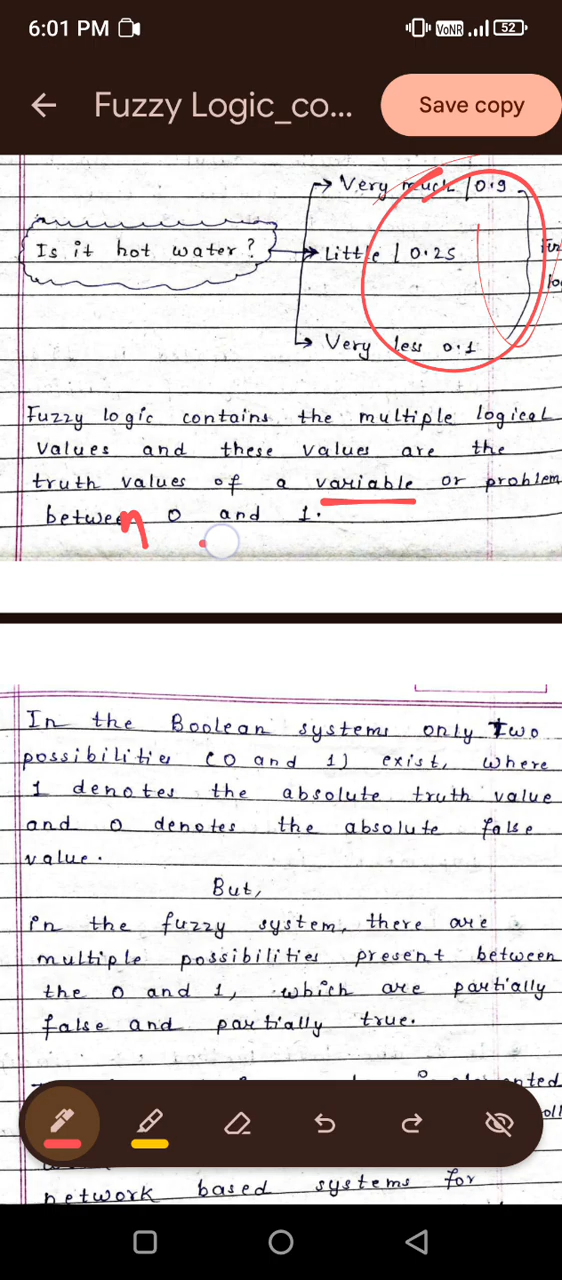 6:01 PM
VoNR
52
Fuzzy Logic_co...
Save copy
Very much / 0.9
Is it hot water?
Little / 0.25
Very less 0.1
Fuzzy logic contains the multiple logical
values and these values are the
truth values of a variable or problem
between 0 and 1.
In the Boolean systems only two
possibilities (0 and 1) exist, where
1 denotes the absolute truth value
and 0 denotes the absolute false
value.
But,
in the fuzzy system, there are
multiple possibilities present between
the 0 and 1, which are partially
false and partially true.
network based systems for